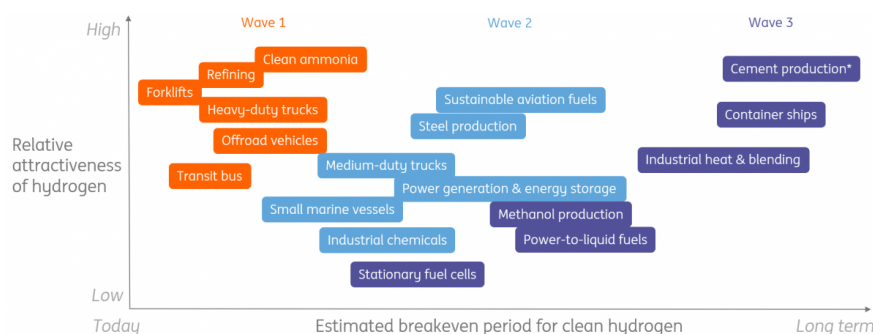 High
Wave 1
Wave 2
Wave 3
Clean ammonia
Refining
Forklifts
Heavy-duty trucks
Offroad vehicles
Transit bus
Sustainable aviation fuels
Steel production
Medium-duty trucks
Power generation & energy storage
Small marine vessels
Industrial chemicals
Methanol production
Power-to-liquid fuels
Stationary fuel cells
Cement production*
Container ships
Industrial heat & blending
Relative
attractiveness
of hydrogen
Low
Today
Estimated breakeven period for clean hydrogen
Long term